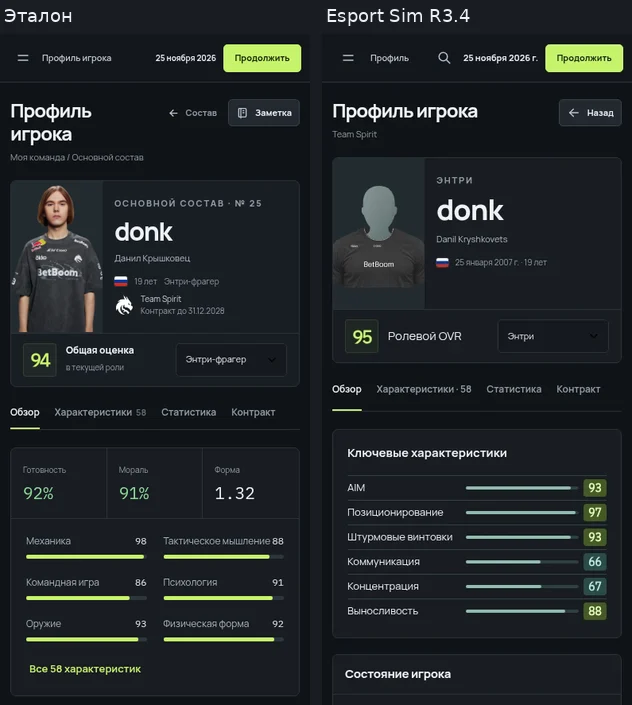 Эталон
Профиль игрока
25 ноября 2026
Продолжить
Профиль
игрока
Состав
Заметка
Моя команда / Основной состав
BetBoom
ОСНОВНОЙ СОСТАВ · № 25
donk
Данил Крышковец
19 лет Энтри-фрагер
Team Spirit
Контракт до 31.12.2028
94
Общая оценка
в текущей роли
Энтри-фрагер
Обзор
Характеристики 58
Статистика
Контракт
Готовность
Мораль
Форма
92%
91%
1.32
Механика 98
Тактическое мышление 88
Командная игра 86
Психология 91
Оружие 93
Физическая форма 92
Все 58 характеристик
Esport Sim R3.4
Профиль
25 ноября 2026 г.
Продолжить
Профиль игрока
Назад
Team Spirit
BetBoom
ЭНТРИ
donk
Danil Kryshkovets
25 января 2007 г. · 19 лет
95
Ролевой OVR
Энтри
Обзор
Характеристики · 58
Статистика
Контракт
Ключевые характеристики
AIM 93
Позиционирование 97
Штурмовые винтовки 93
Коммуникация 66
Концентрация 67
Выносливость 88
Состояние игрока